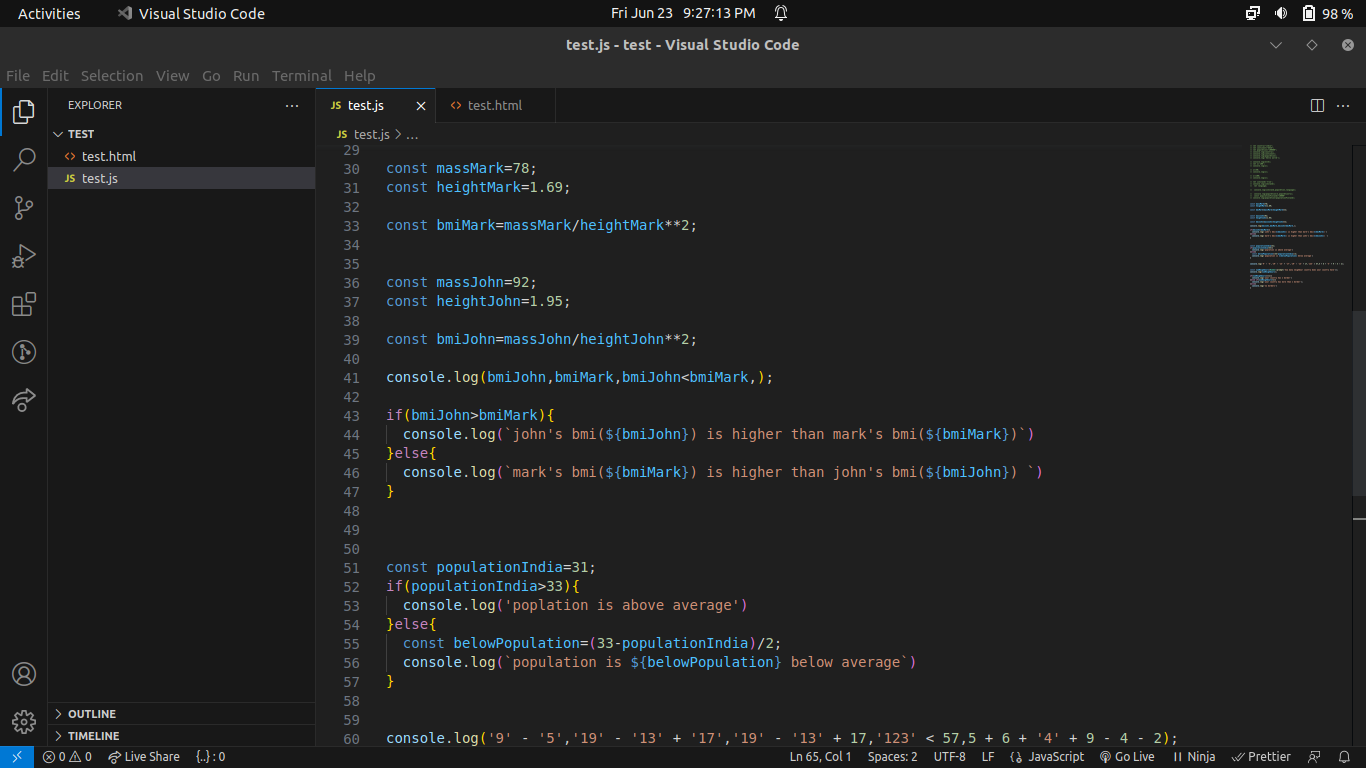 Activities Visual Studio Code Fri Jun 23 9:27:13 PM 98 %
test.js - test - Visual Studio Code
File Edit Selection View Go Run Terminal Help
EXPLORER ··· JS test.js × <> test.html ···
TEST JS test.js > ...
<> test.html
JS test.js
29
30 const massMark=78;
31 const heightMark=1.69;
32
33 const bmiMark=massMark/heightMark**2;
34
35
36 const massJohn=92;
37 const heightJohn=1.95;
38
39 const bmiJohn=massJohn/heightJohn**2;
40
41 console.log(bmiJohn,bmiMark,bmiJohn<bmiMark,);
42
43 if(bmiJohn>bmiMark){
44 console.log(`john's bmi(${bmiJohn}) is higher than mark's bmi(${bmiMark})`)
45 }else{
46 console.log(`mark's bmi(${bmiMark}) is higher than john's bmi(${bmiJohn}) `)
47 }
48
49
50
51 const populationIndia=31;
52 if(populationIndia>33){
53 console.log('poplation is above average')
54 }else{
55 const belowPopulation=(33-populationIndia)/2;
56 console.log(`population is ${belowPopulation} below average`)
57 }
58
59
60 console.log('9' - '5','19' - '13' + '17','19' - '13' + 17,'123' < 57,5 + 6 + '4' + 9 - 4 - 2);
OUTLINE
TIMELINE
0 0 Live Share {..} : 0 Ln 65, Col 1 Spaces: 2 UTF-8 LF {} JavaScript Go Live Ninja Prettier